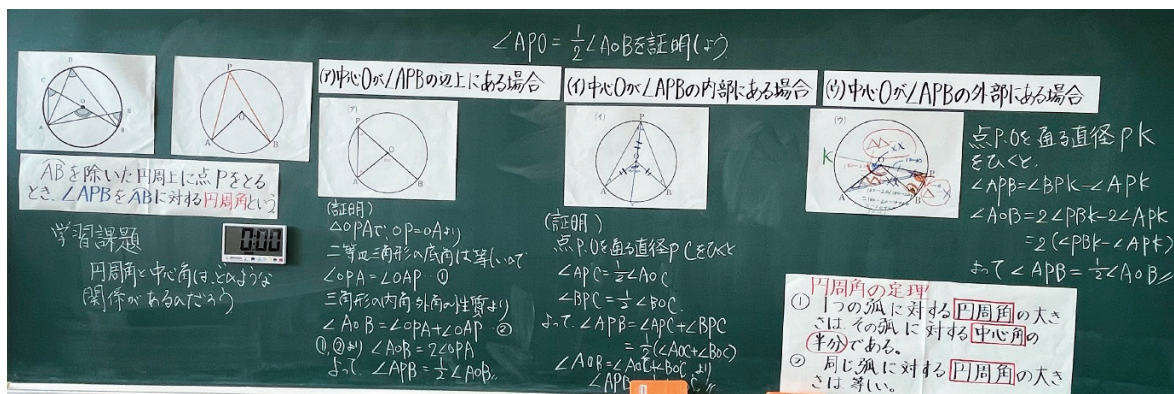 ∠APO = 1/2∠AOBを証明しよう
⌒ABを除いた円周上に点Pをとる
とき、∠APBを⌒ABに対する円周角という
学習課題
0:00
円周角と中心角は、どのような
関係があるのだろう
(ア)中心Oが∠APBの辺上にある場合
(ア)
P
O
A
B
(証明)
△OPAで、OP=OAより
二等辺三角形の底角は等しいので
∠OPA=∠OAP…①
三角形の内角、外角の性質より
∠AOB=∠OPA+∠OAP…②
①,②より ∠AOB=2∠OPA
よって ∠APB=1/2∠AOB〃
(イ)中心Oが∠APBの内部にある場合
(イ)
P
O
A
B
(証明)
点P.Oを通る直径PCをひくと
∠APC=1/2∠AOC
∠BPC=1/2∠BOC
よって、∠APB=∠APC+∠BPC
=1/2(∠AOC+∠BOC)
∠AOB=∠AOC+∠BOCより
∠APB
(ウ)中心Oが∠APBの外部にある場合
(ウ)
K
O
P
A
B
点P.Oを通る直径PK
をひくと、
∠APB=∠BPK-∠APK
∠AOB=2∠PBK-2∠APK
=2(∠PBK-∠APK)
よって ∠APB=1/2∠AOB〃
円周角の定理
① 1つの弧に対する円周角の大き
さは、その弧に対する中心角の
半分である。
② 同じ弧に対する円周角の大き
さは等しい。